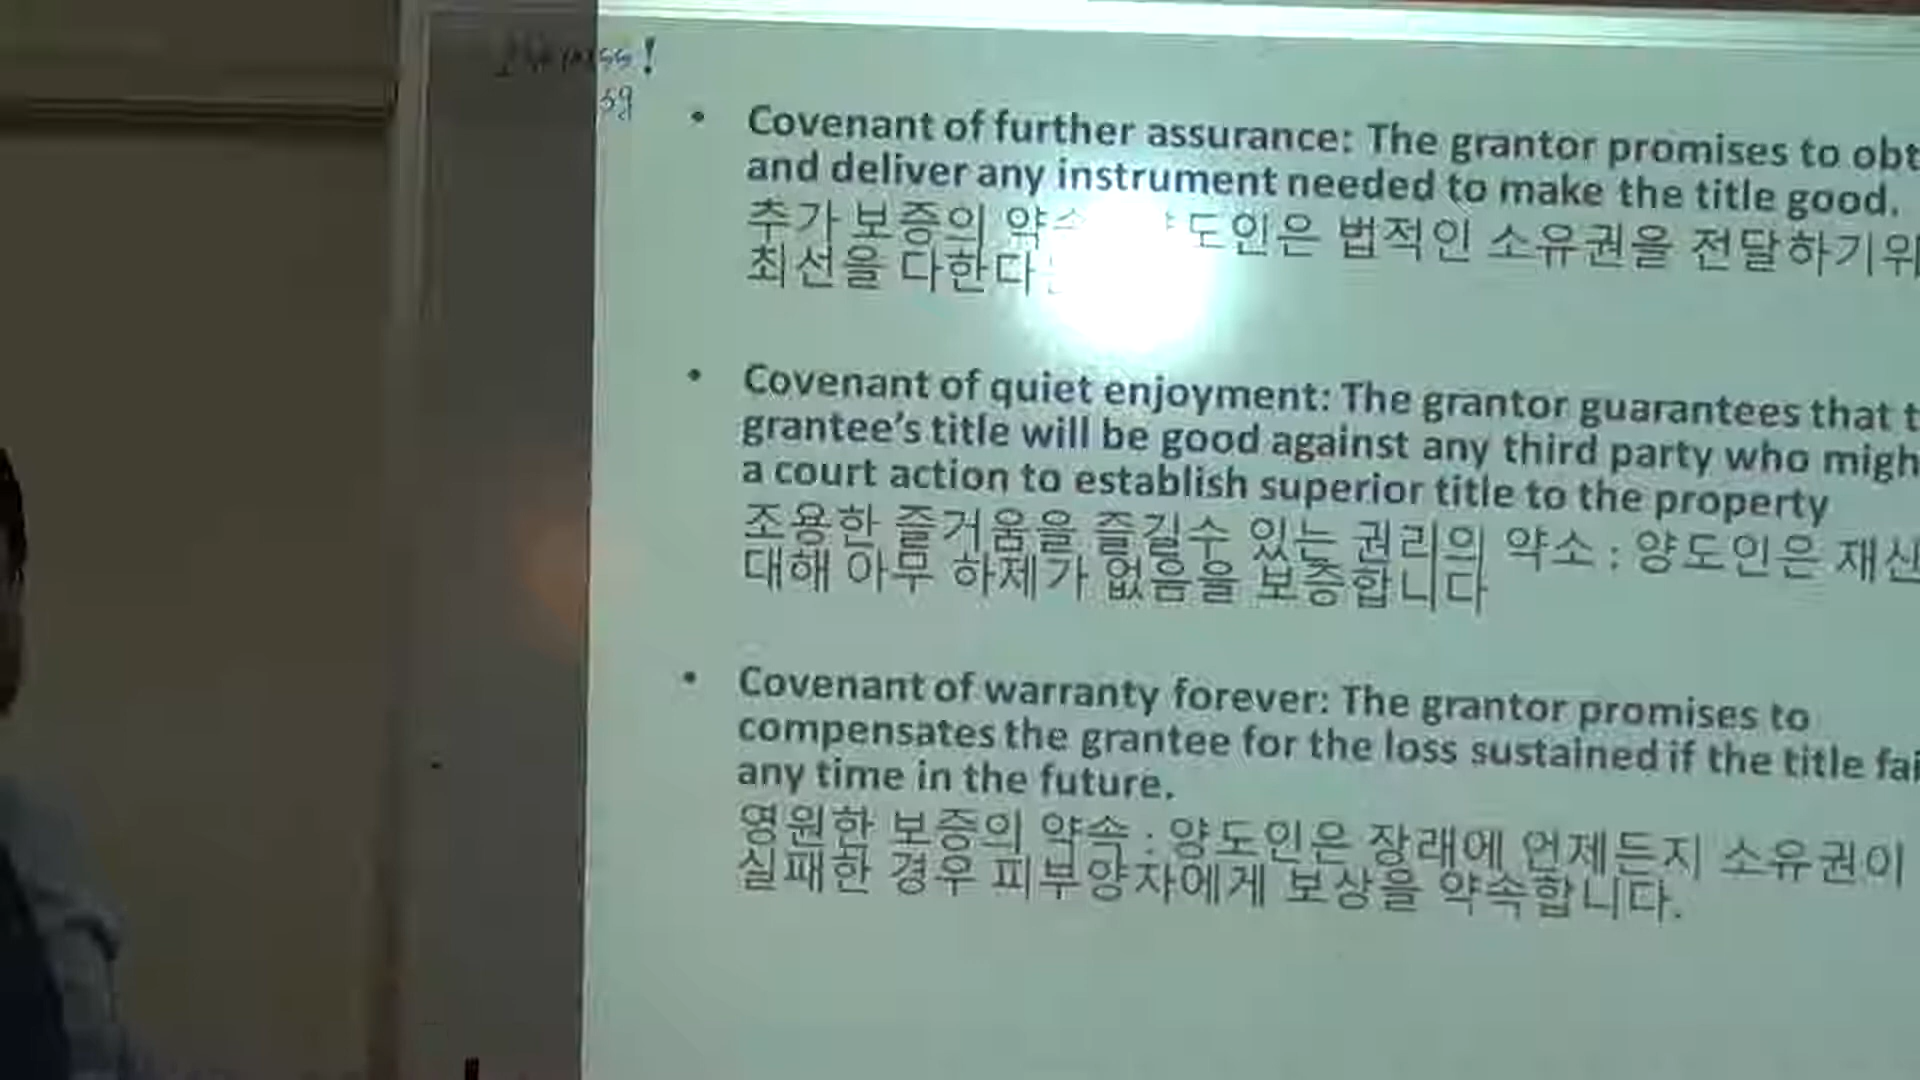 Covenant of further assurance: The grantor promises to
and deliver any instrument needed to make the title good.
추가 보증의 도인은 법적인 소유권을 전달하기위
최선을 다한다
Covenant of quiet enjoyment: The grantor guarantees that
grantee's title will be good against any third party who
a court action to establish superior title to the property
조용한 즐거움을 즐길수 있는 권리의 약소 : 양도인은
대해 아무 하제가 없음을 보증합니다
Covenant of warranty forever: The grantor promises to
compensates the grantee for the loss sustained if the title
any time in the future.
영원한 보증의 약속 : 양도인은 장래에 언제든지 소유권이
실패한 경우 피부양자에게 보상을 약속합니다.